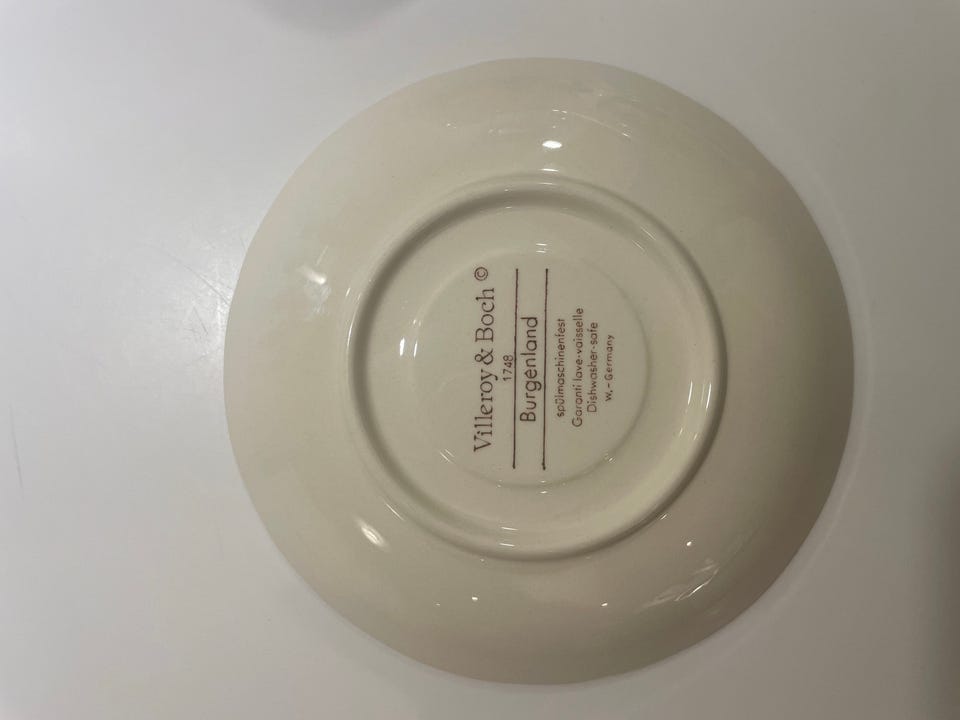 Villeroy & Boch ©
1748
Burgenland
spülmaschinenfest
Garanti lave-vaisselle
Dishwasher-safe
W.-Germany